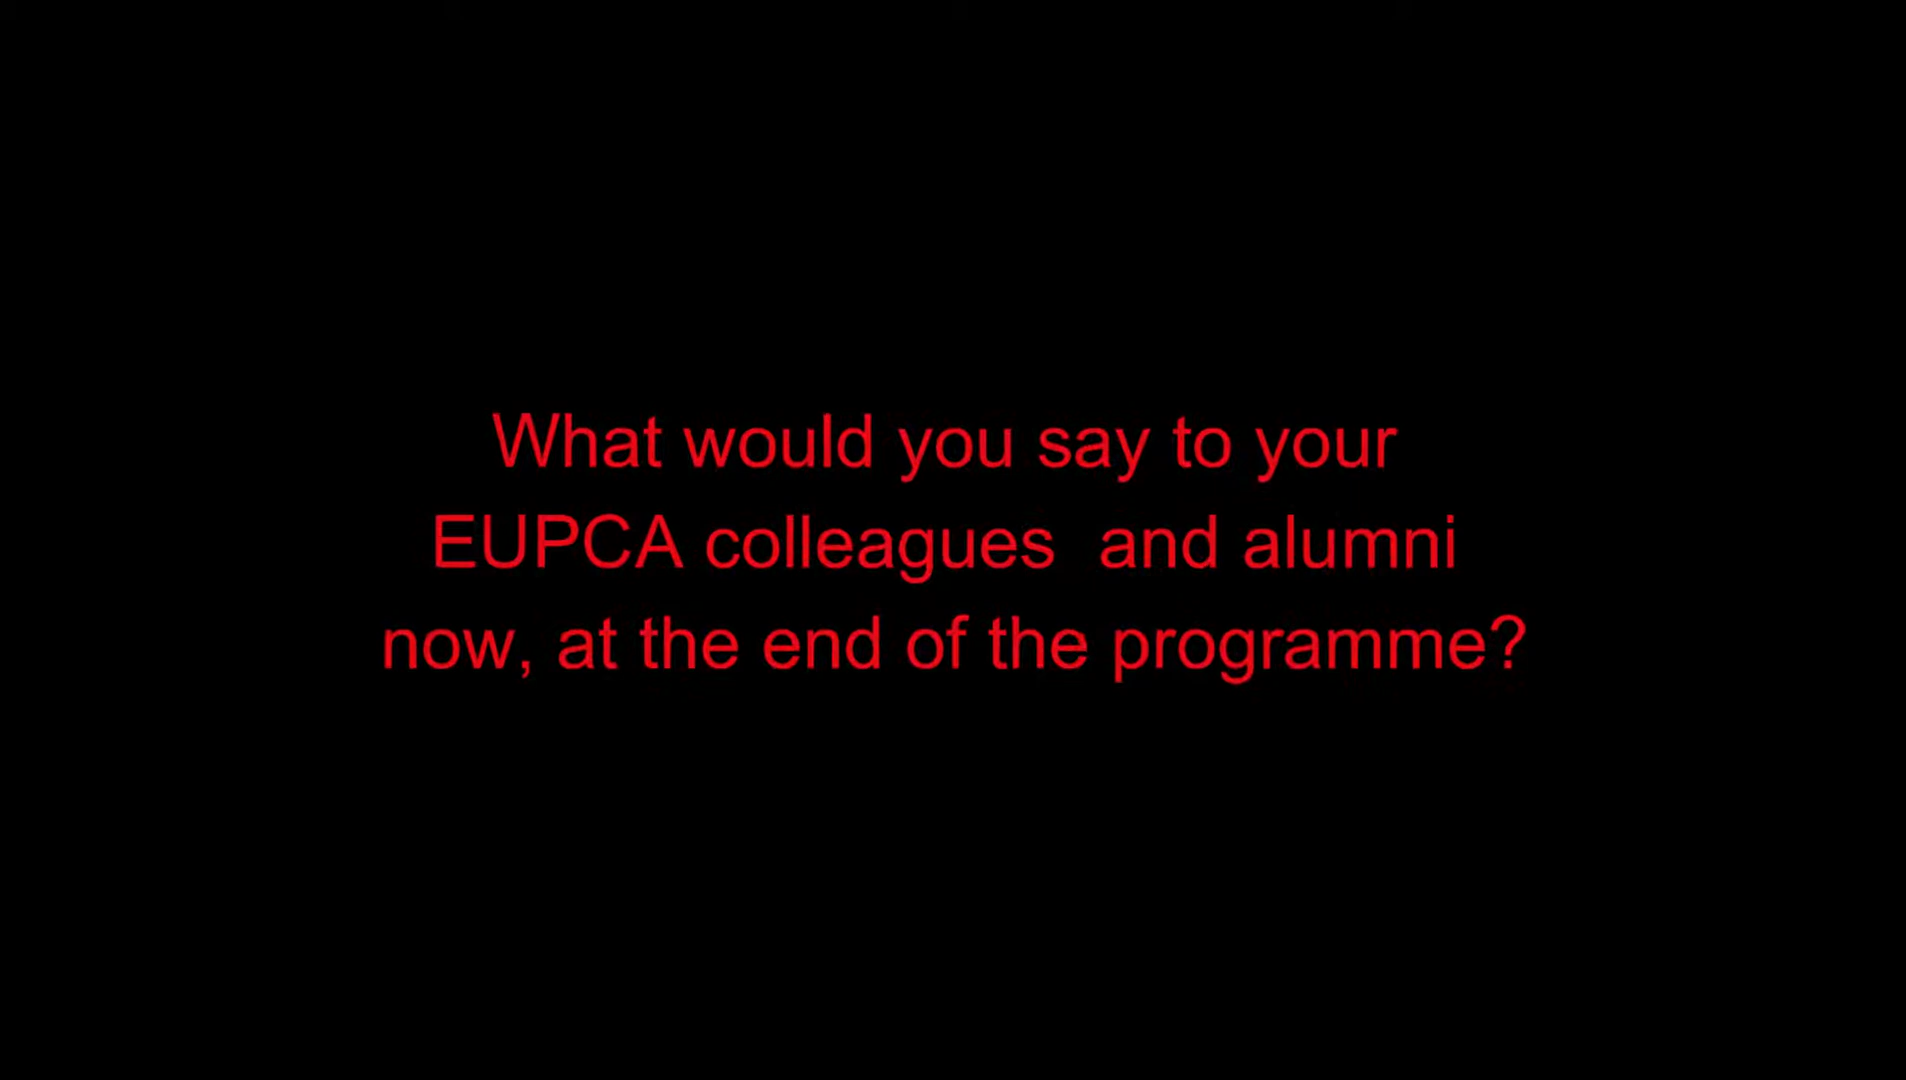 What would you say to your
EUPCA colleagues  and alumni
now, at the end of the programme?